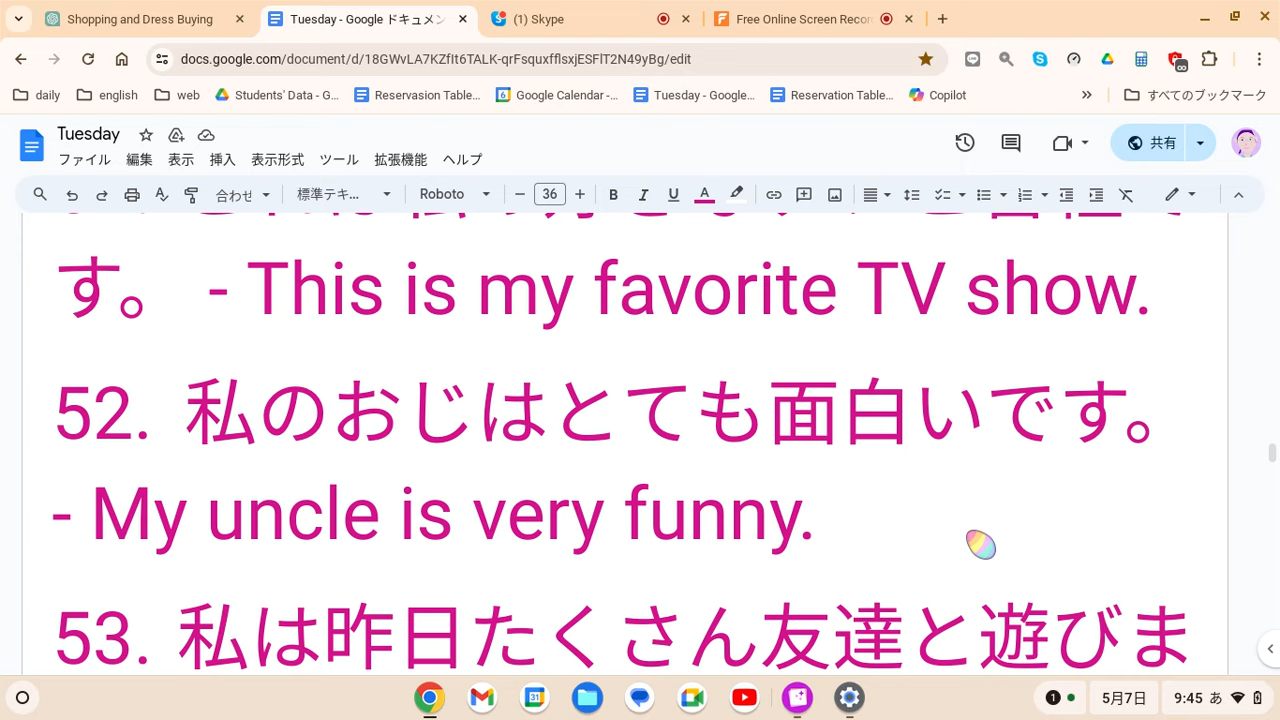 Shopping and Dress Buying
Tuesday - Google ドキュメン
(1) Skype
Free Online Screen Recor
docs.google.com/document/d/18GWvLA7KZfIt6TALK-qrFsquxfflsxjESFlT2N49yBg/edit
daily
english
web
Students' Data - G...
Reservasion Table...
Google Calendar -...
Tuesday - Google...
Reservation Table...
Copilot
»
すべてのブックマーク
Tuesday
ファイル 編集 表示 挿入 表示形式 ツール 拡張機能 ヘルプ
共有
合わせ
標準テキ...
Roboto
36
B I U A
す。 - This is my favorite TV show.
52. 私のおじはとても面白いです。
- My uncle is very funny.
53. 私は昨日たくさん友達と遊びま
31
1
5月7日
9:45 あ